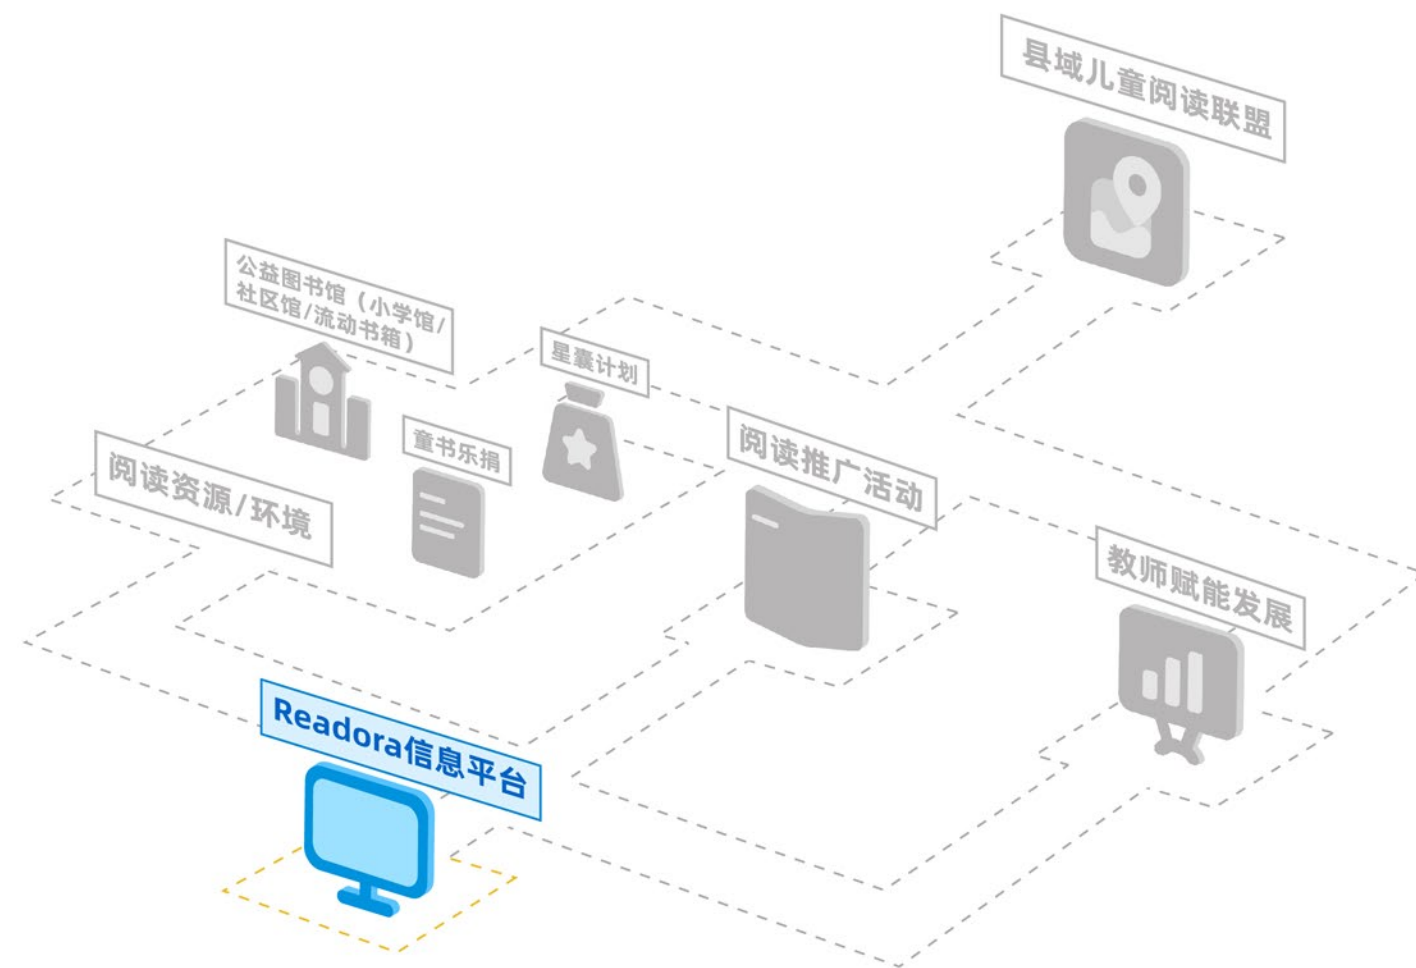 县域儿童阅读联盟
公益图书馆（小学馆/
社区馆/流动书箱）
星囊计划
童书乐捐
阅读资源/环境
阅读推广活动
教师赋能发展
Readora信息平台